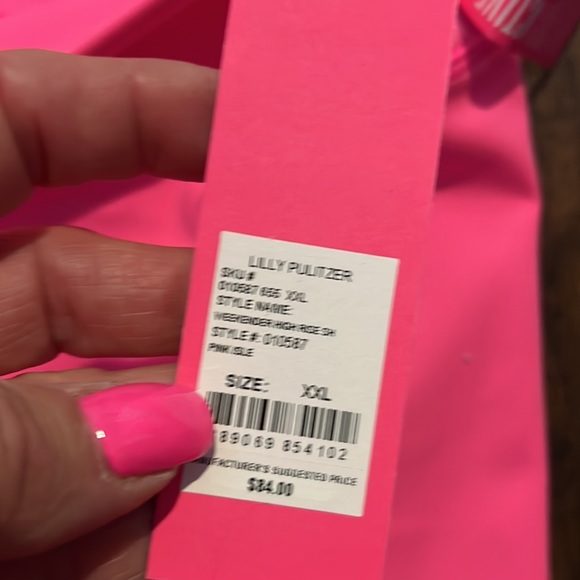 LILLY PULITZER
SKU #
010587 655 XXL
STYLE NAME:
WEEKENDER HIGH RISE SH
STYLE #: 010587
PINK ISLE
SIZE: XXL
89069 854102
MANUFACTURER'S SUGGESTED PRICE
$84.00